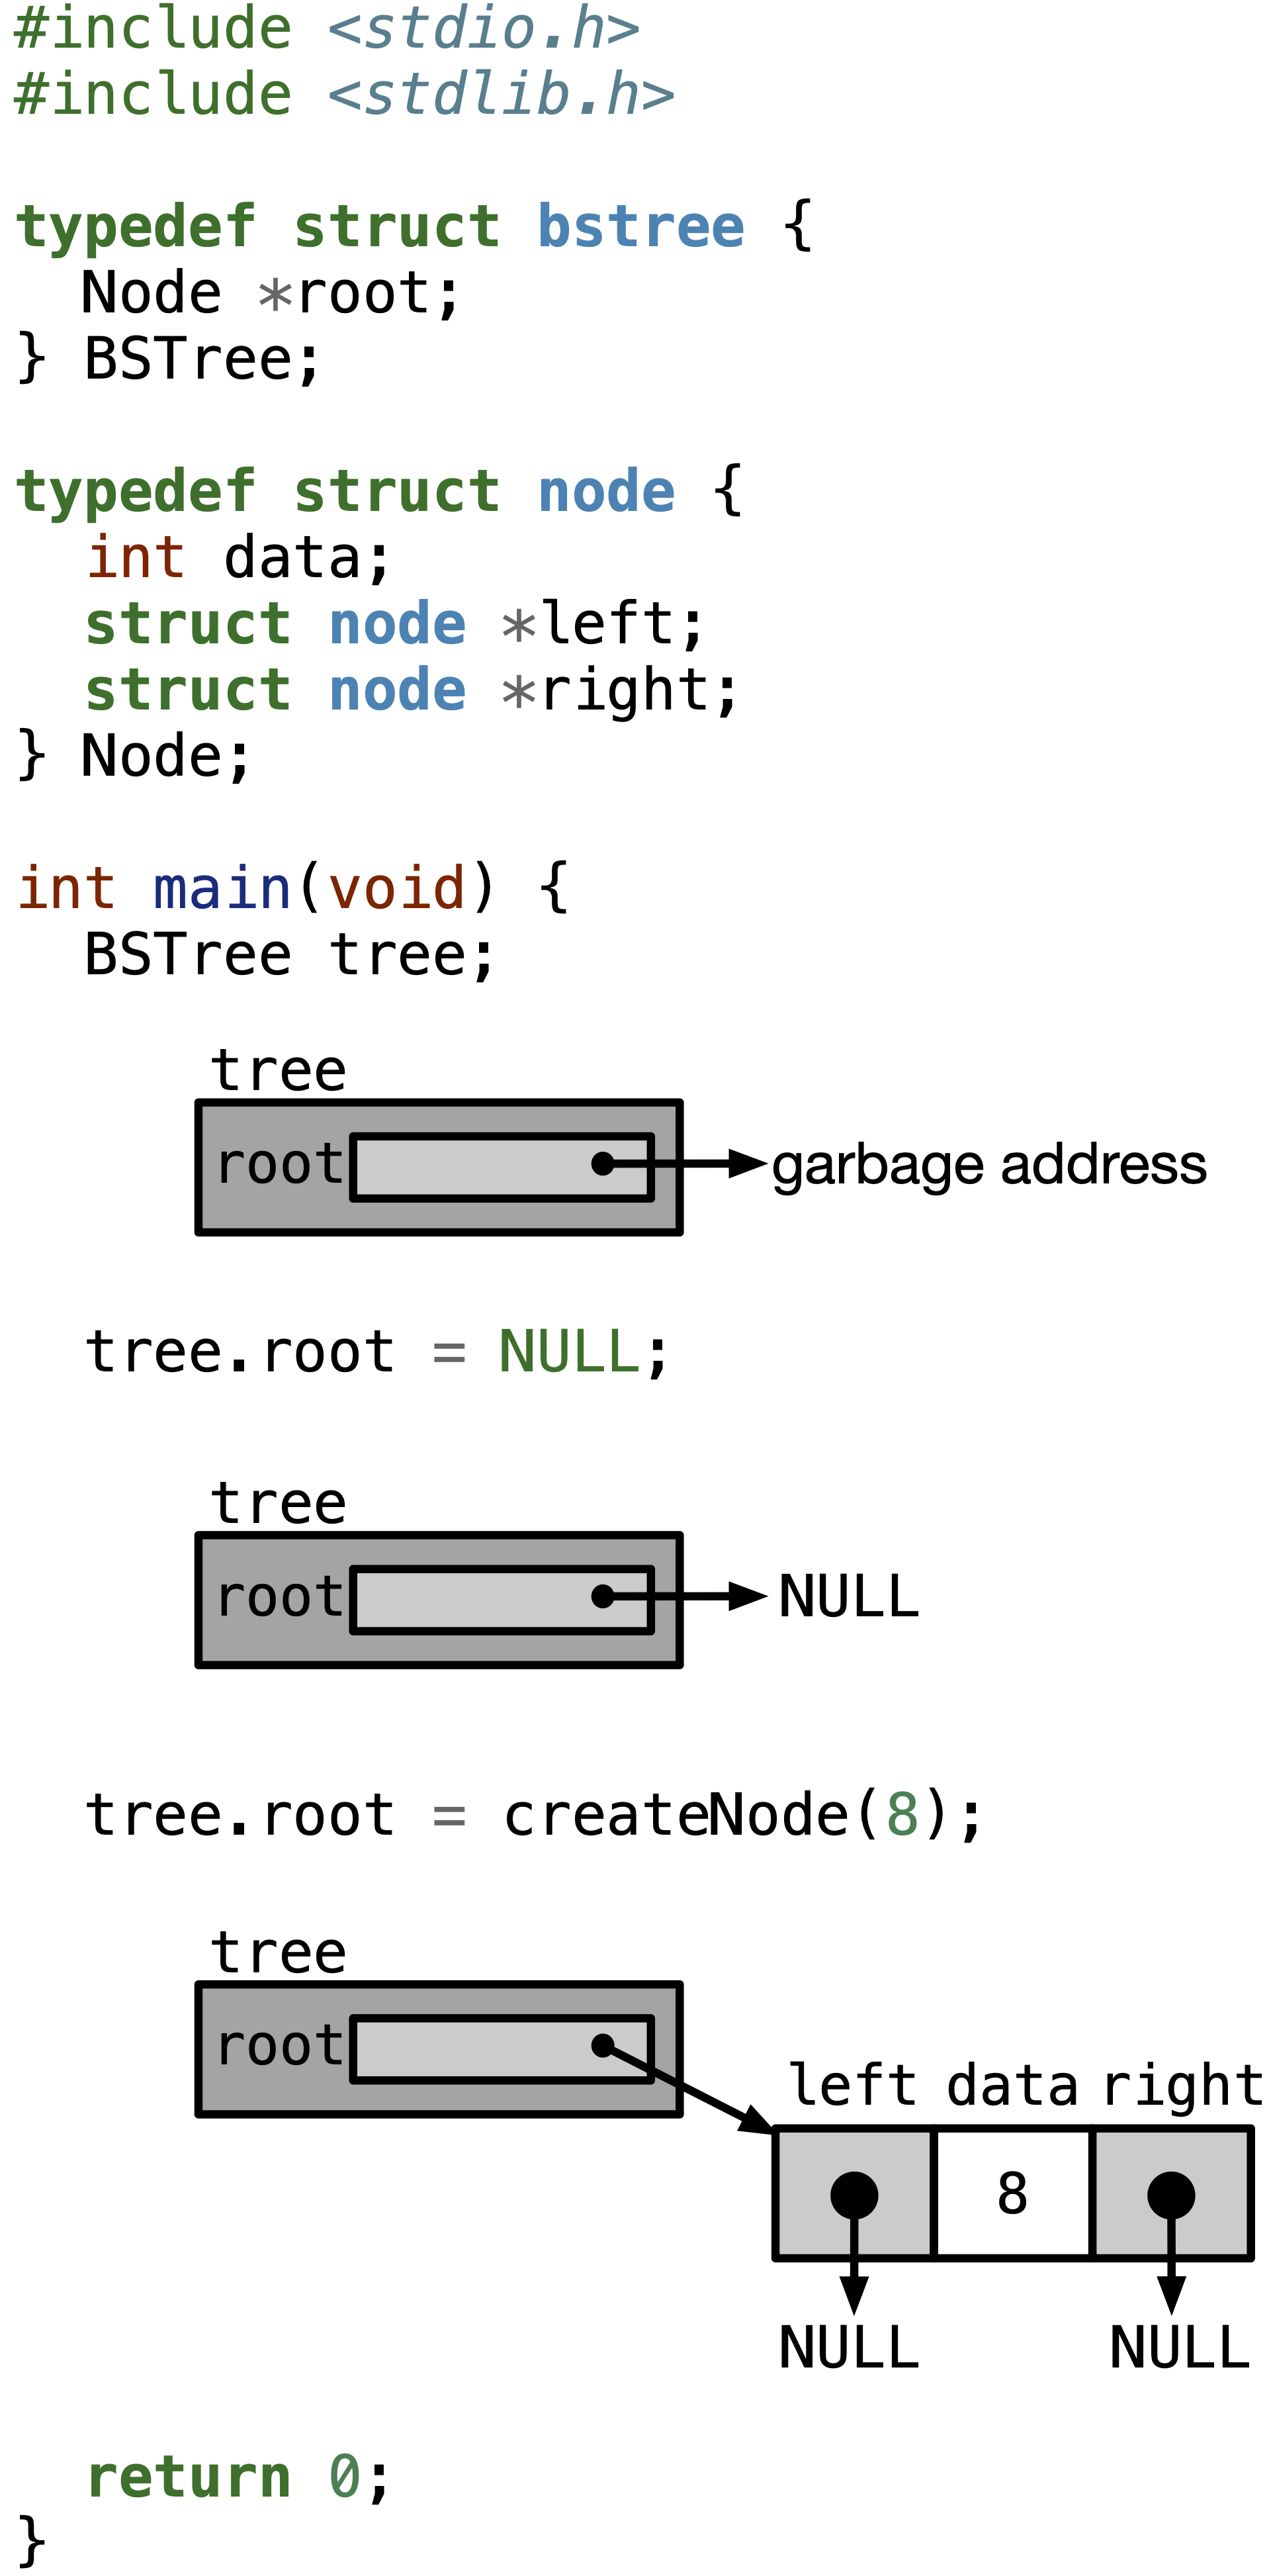 #include <stdio.h>
#include <stdlib.h>
typedef struct bstree {
Node *root;
} BSTree;
typedef struct node {
int data;
struct node *left;
struct node *right;
} Node;
int main(void) {
BSTree tree;
tree
root garbage address
tree.root = NULL;
tree
root NULL
tree.root = createNode(8);
tree
root
left data right
8
NULL NULL
return 0;
}